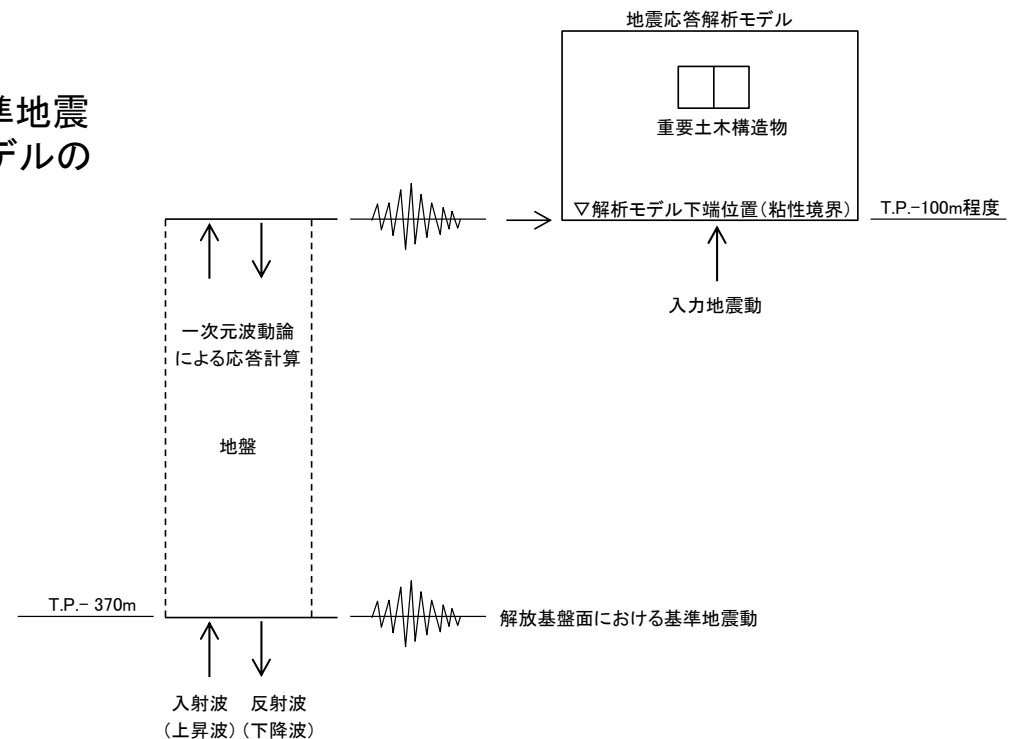 地震応答解析モデル
準地震
デルの
重要土木構造物
▽解析モデル下端位置(粘性境界)
T.P.-100m程度
入力地震動
一次元波動論
による応答計算
地盤
T.P.- 370m
解放基盤面における基準地震動
入射波 反射波
(上昇波)(下降波)